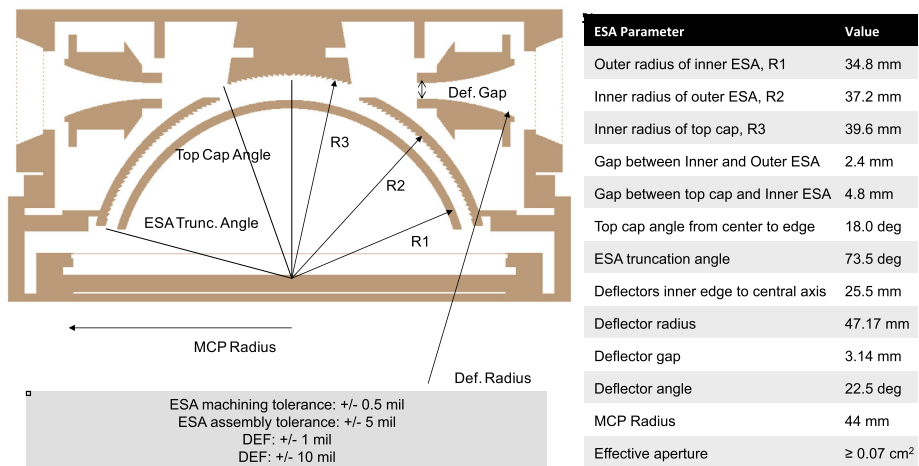 Def. Gap
R3
Top Cap Angle
R2
ESA Trunc. Angle
R1
MCP Radius
Def. Radius
ESA machining tolerance: +/- 0.5 mil
ESA assembly tolerance: +/- 5 mil
DEF: +/- 1 mil
DEF: +/- 10 mil
ESA Parameter Value
Outer radius of inner ESA, R1 34.8 mm
Inner radius of outer ESA, R2 37.2 mm
Inner radius of top cap, R3 39.6 mm
Gap between Inner and Outer ESA 2.4 mm
Gap between top cap and Inner ESA 4.8 mm
Top cap angle from center to edge 18.0 deg
ESA truncation angle 73.5 deg
Deflectors inner edge to central axis 25.5 mm
Deflector radius 47.17 mm
Deflector gap 3.14 mm
Deflector angle 22.5 deg
MCP Radius 44 mm
Effective aperture ≥ 0.07 cm²